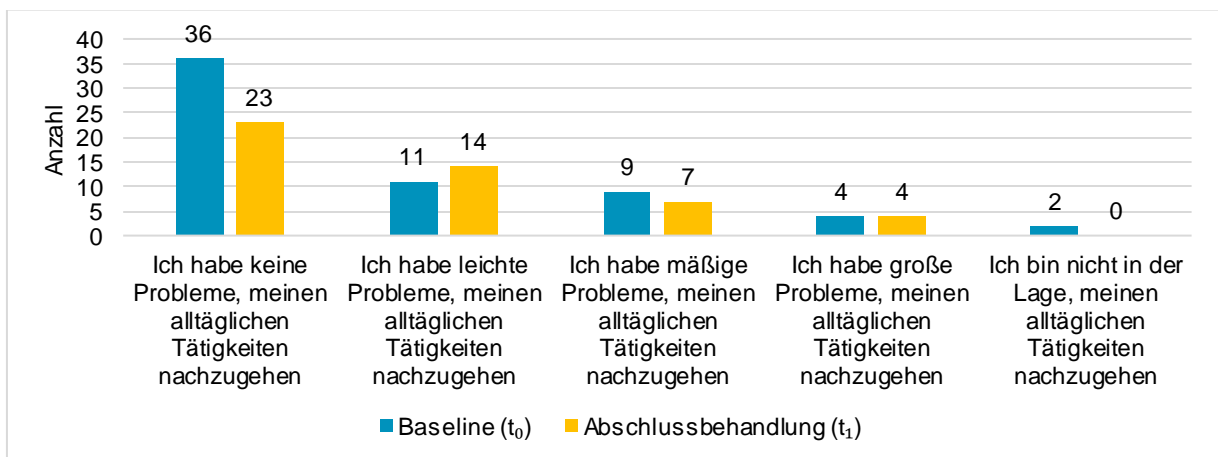 Anzahl
40
35
30
25
20
15
10
5
0
36
23
11
14
9
7
4
4
2
0
Ich habe keine
Probleme, meinen
alltäglichen
Tätigkeiten
nachzugehen
Ich habe leichte
Probleme, meinen
alltäglichen
Tätigkeiten
nachzugehen
Ich habe mäßige
Probleme, meinen
alltäglichen
Tätigkeiten
nachzugehen
Ich habe große
Probleme, meinen
alltäglichen
Tätigkeiten
nachzugehen
Ich bin nicht in der
Lage, meinen
alltäglichen
Tätigkeiten
nachzugehen
Baseline (t₀)
Abschlussbehandlung (t₁)